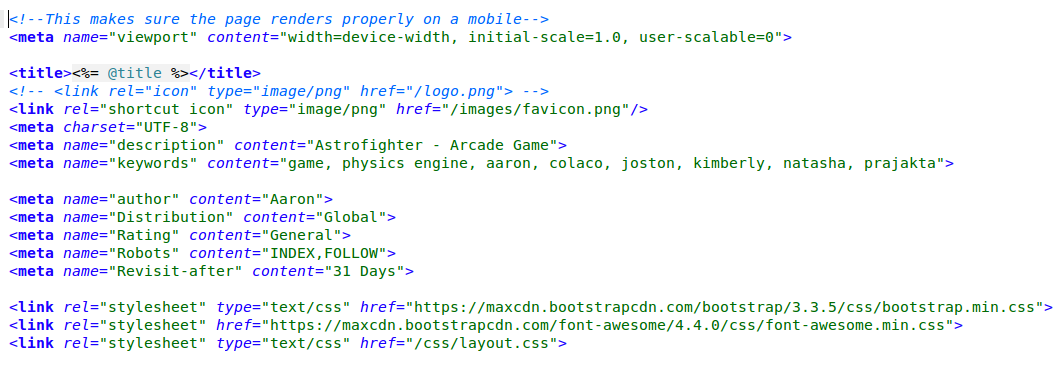 <!--This makes sure the page renders properly on a mobile-->
<meta name="viewport" content="width=device-width, initial-scale=1.0, user-scalable=0">
<title><%= @title %></title>
<!-- <link rel="icon" type="image/png" href="/logo.png"> -->
<link rel="shortcut icon" type="image/png" href="/images/favicon.png"/>
<meta charset="UTF-8">
<meta name="description" content="Astrofighter - Arcade Game">
<meta name="keywords" content="game, physics engine, aaron, colaco, joston, kimberly, natasha, prajakta">
<meta name="author" content="Aaron">
<meta name="Distribution" content="Global">
<meta name="Rating" content="General">
<meta name="Robots" content="INDEX,FOLLOW">
<meta name="Revisit-after" content="31 Days">
<link rel="stylesheet" type="text/css" href="https://maxcdn.bootstrapcdn.com/bootstrap/3.3.5/css/bootstrap.min.css">
<link rel="stylesheet" href="https://maxcdn.bootstrapcdn.com/font-awesome/4.4.0/css/font-awesome.min.css">
<link rel="stylesheet" type="text/css" href="/css/layout.css">